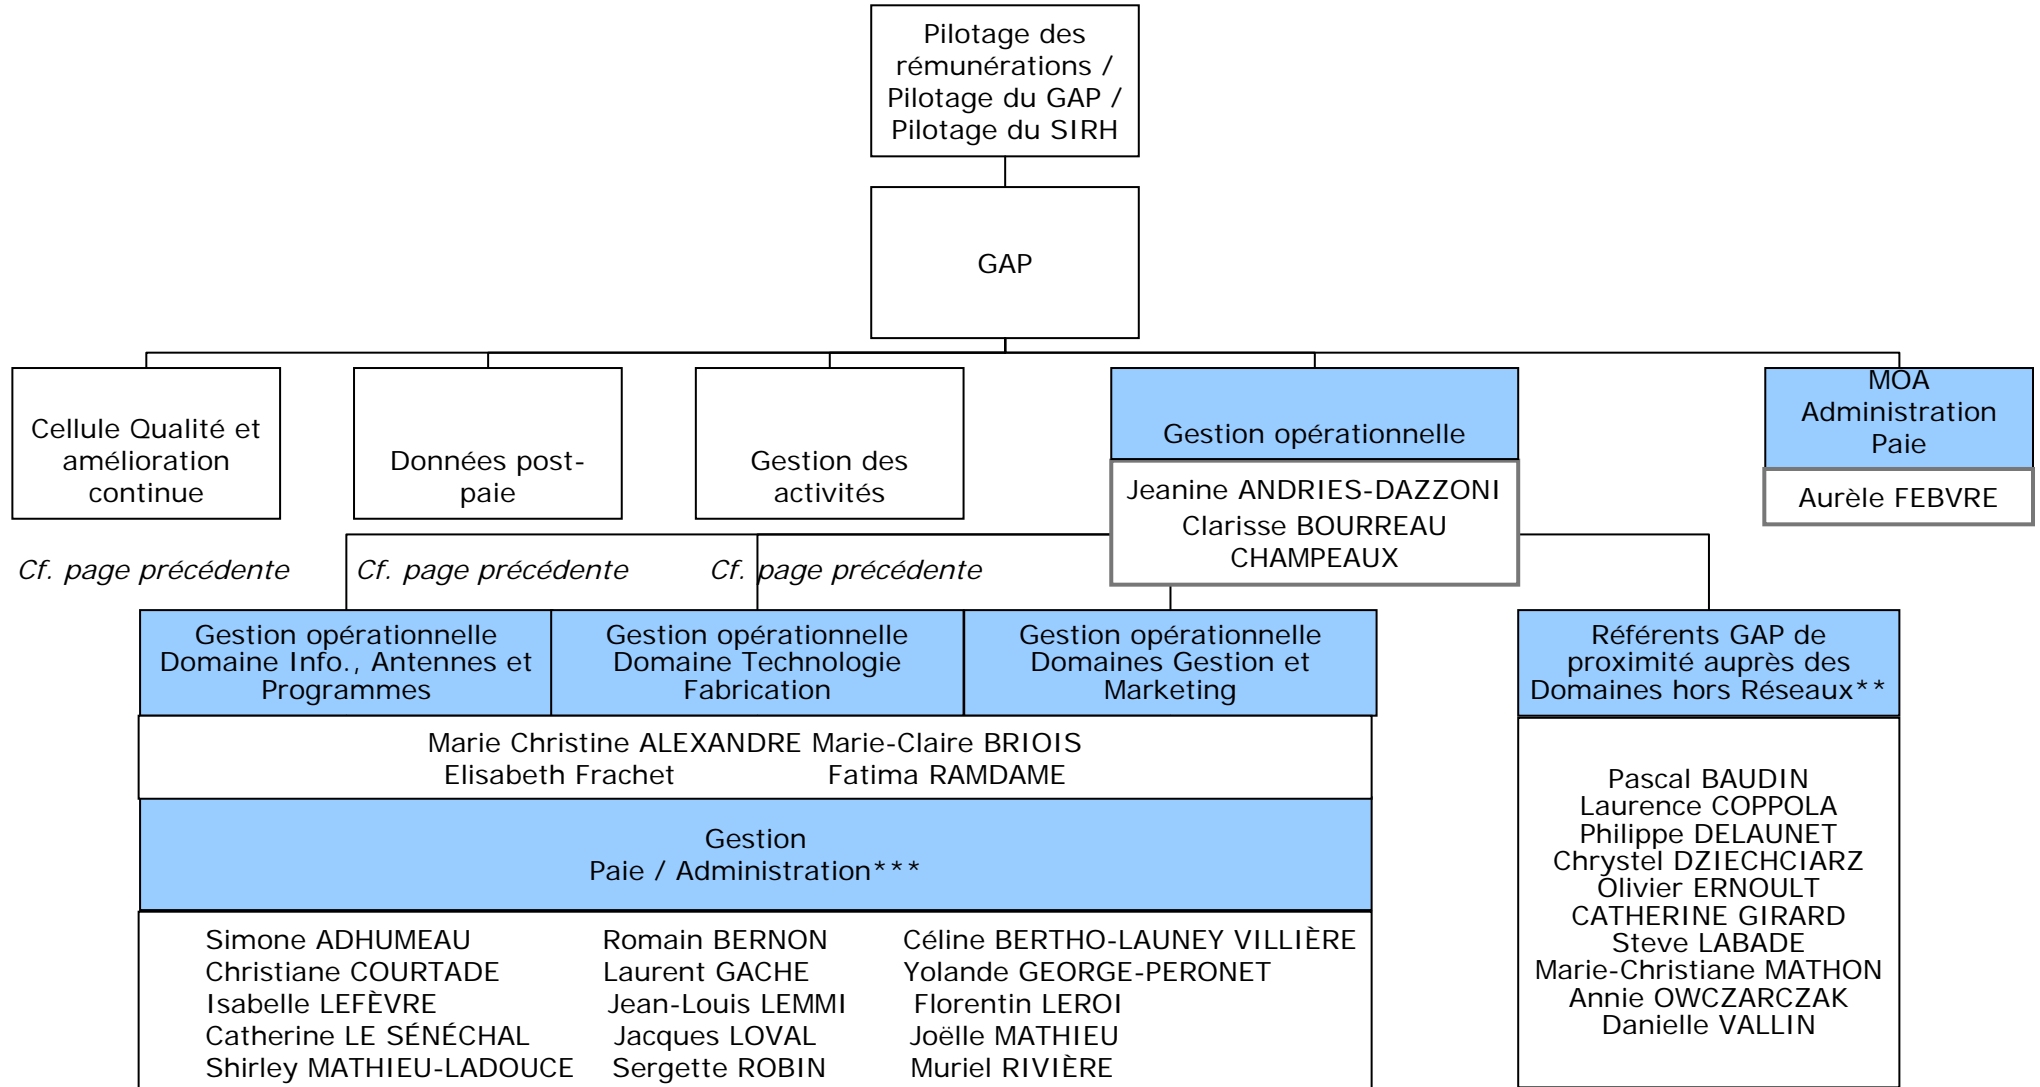 Pilotage des
rémunérations /
Pilotage du GAP /
Pilotage du SIRH
GAP
Cellule Qualité et
amélioration
continue
Données post-
paie
Gestion des
activités
Gestion opérationnelle
Jeanine ANDRIES-DAZZONI
Clarisse BOURREAU
CHAMPEAUX
MOA
Administration
Paie
Aurèle FEBVRE
Cf. page précédente
Cf. page précédente
Cf. page précédente
Gestion opérationnelle
Domaine Info., Antennes et
Programmes
Gestion opérationnelle
Domaine Technologie
Fabrication
Gestion opérationnelle
Domaines Gestion et
Marketing
Référents GAP de
proximité auprès des
Domaines hors Réseaux**
Marie Christine ALEXANDRE Marie-Claire BRIOIS
Elisabeth Frachet Fatima RAMDAME
Gestion
Paie / Administration***
Simone ADHUMEAU Romain BERNON Céline BERTHO-LAUNEY VILLIÈRE
Christiane COURTADE Laurent GACHE Yolande GEORGE-PERONET
Isabelle LEFÈVRE Jean-Louis LEMMI Florentin LEROI
Catherine LE SÉNÉCHAL Jacques LOVAL Joëlle MATHIEU
Shirley MATHIEU-LADOUCE Sergette ROBIN Muriel RIVIÈRE
Pascal BAUDIN
Laurence COPPOLA
Philippe DELAUNET
Chrystel DZIECHCIARZ
Olivier ERNOULT
CATHERINE GIRARD
Steve LABADE
Marie-Christiane MATHON
Annie OWCZARCZAK
Danielle VALLIN